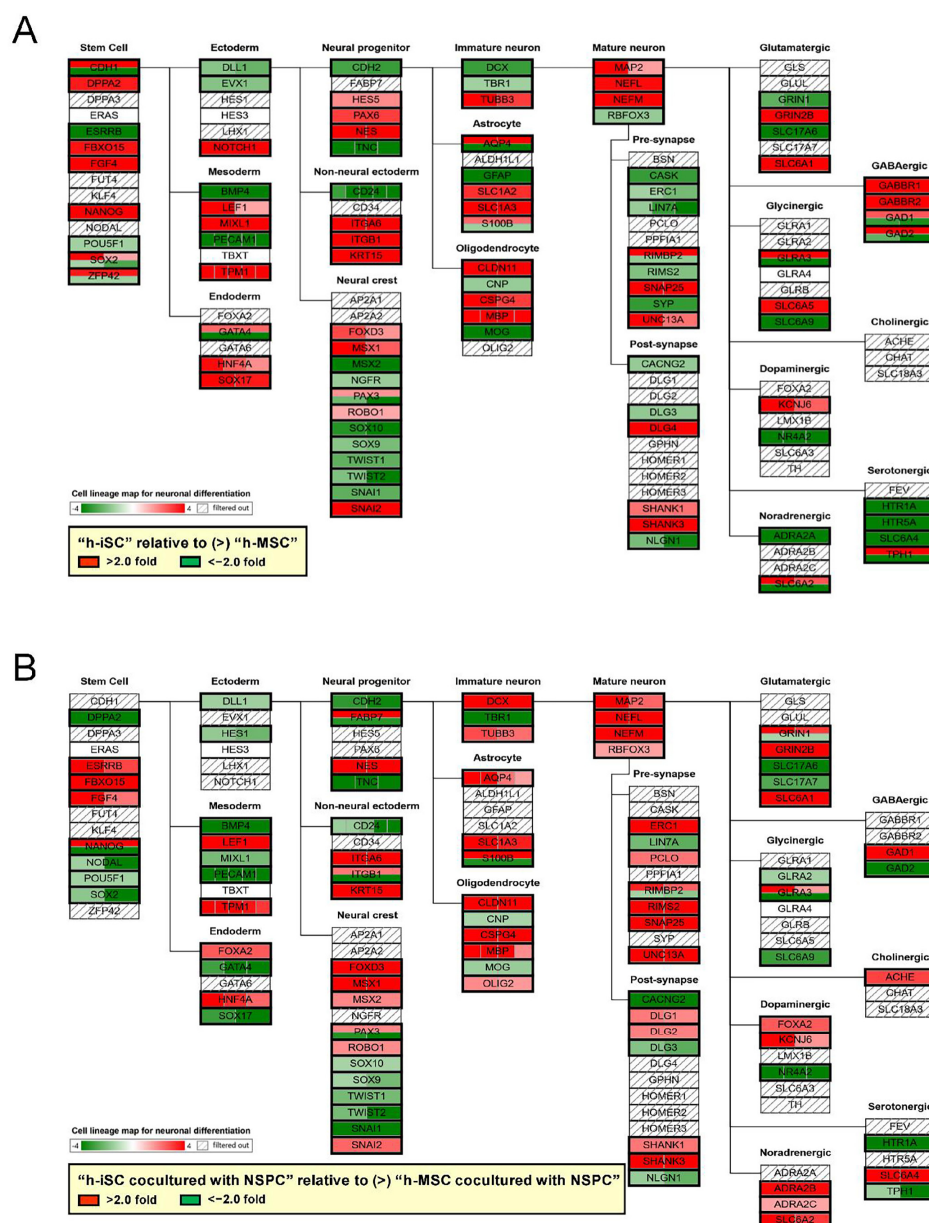 A
Stem Cell
CDH1
DPPA2
DPPA3
ERAS
ESRRB
FBXO15
FGF4
FUT4
KLF4
NANOG
NODAL
POU5F1
SOX2
ZFP42
Ectoderm
DLL1
EVX1
HES1
HES3
LHX1
NOTCH1
Mesoderm
BMP4
LEF1
MIXL1
PECAM1
TBXT
TPM1
Endoderm
FOXA2
GATA4
GATA6
HNF4A
SOX17
Neural progenitor
CDH2
FABP7
HES5
PAX6
NES
TNC
Non-neural ectoderm
CD24
CD34
ITGA6
ITGB1
KRT15
Neural crest
AP2A1
AP2A2
FOXD3
MSX1
MSX2
NGFR
PAX3
ROBO1
SOX10
SOX9
TWIST1
TWIST2
SNAI1
SNAI2
Immature neuron
DCX
TBR1
TUBB3
Astrocyte
AQP4
ALDH1L1
GFAP
SLC1A2
SLC1A3
S100B
Oligodendrocyte
CLDN11
CNP
CSPG4
MBP
MOG
OLIG2
Mature neuron
MAP2
NEFL
NEFM
RBFOX3
Pre-synapse
BSN
CASK
ERC1
LIN7A
PCLO
PPFIA1
RIMBP2
RIMS2
SNAP25
SYP
UNC13A
Post-synapse
CACNG2
DLG1
DLG2
DLG3
DLG4
GPHN
HOMER1
HOMER2
HOMER3
SHANK1
SHANK3
NLGN1
Glutamatergic
GLS
GLUL
GRIN1
GRIN2B
SLC17A6
SLC17A7
SLC6A1
GABAergic
GABBR1
GABBR2
GAD1
GAD2
Glycinergic
GLRA1
GLRA2
GLRA3
GLRA4
GLRB
SLC6A5
SLC6A9
Cholinergic
ACHE
CHAT
SLC18A3
Dopaminergic
FOXA2
KCNJ6
LMX1B
NR4A2
SLC6A3
TH
Serotonergic
FEV
HTR1A
HTR5A
SLC6A4
TPH1
Noradrenergic
ADRA2A
ADRA2B
ADRA2C
SLC6A2
Cell lineage map for neuronal differentiation
-4 4 filtered out
“h-iSC” relative to (>) “h-MSC”
>2.0 fold <−2.0 fold
B
Stem Cell
CDH1
DPPA2
DPPA3
ERAS
ESRRB
FBXO15
FGF4
FUT4
KLF4
NANOG
NODAL
POU5F1
SOX2
ZFP42
Ectoderm
DLL1
EVX1
HES1
HES3
LHX1
NOTCH1
Mesoderm
BMP4
LEF1
MIXL1
PECAM1
TBXT
TPM1
Endoderm
FOXA2
GATA4
GATA6
HNF4A
SOX17
Neural progenitor
CDH2
FABP7
HES5
PAX6
NES
TNC
Non-neural ectoderm
CD24
CD34
ITGA6
ITGB1
KRT15
Neural crest
AP2A1
AP2A2
FOXD3
MSX1
MSX2
NGFR
PAX3
ROBO1
SOX10
SOX9
TWIST1
TWIST2
SNAI1
SNAI2
Immature neuron
DCX
TBR1
TUBB3
Astrocyte
AQP4
ALDH1L1
GFAP
SLC1A2
SLC1A3
S100B
Oligodendrocyte
CLDN11
CNP
CSPG4
MBP
MOG
OLIG2
Mature neuron
MAP2
NEFL
NEFM
RBFOX3
Pre-synapse
BSN
CASK
ERC1
LIN7A
PCLO
PPFIA1
RIMBP2
RIMS2
SNAP25
SYP
UNC13A
Post-synapse
CACNG2
DLG1
DLG2
DLG3
DLG4
GPHN
HOMER1
HOMER2
HOMER3
SHANK1
SHANK3
NLGN1
Glutamatergic
GLS
GLUL
GRIN1
GRIN2B
SLC17A6
SLC17A7
SLC6A1
GABAergic
GABBR1
GABBR2
GAD1
GAD2
Glycinergic
GLRA1
GLRA2
GLRA3
GLRA4
GLRB
SLC6A5
SLC6A9
Cholinergic
ACHE
CHAT
SLC18A3
Dopaminergic
FOXA2
KCNJ6
LMX1B
NR4A2
SLC6A3
TH
Serotonergic
FEV
HTR1A
HTR5A
SLC6A4
TPH1
Noradrenergic
ADRA2A
ADRA2B
ADRA2C
SLC6A2
Cell lineage map for neuronal differentiation
-4 4 filtered out
“h-iSC cocultured with NSPC” relative to (>) “h-MSC cocultured with NSPC”
>2.0 fold <−2.0 fold